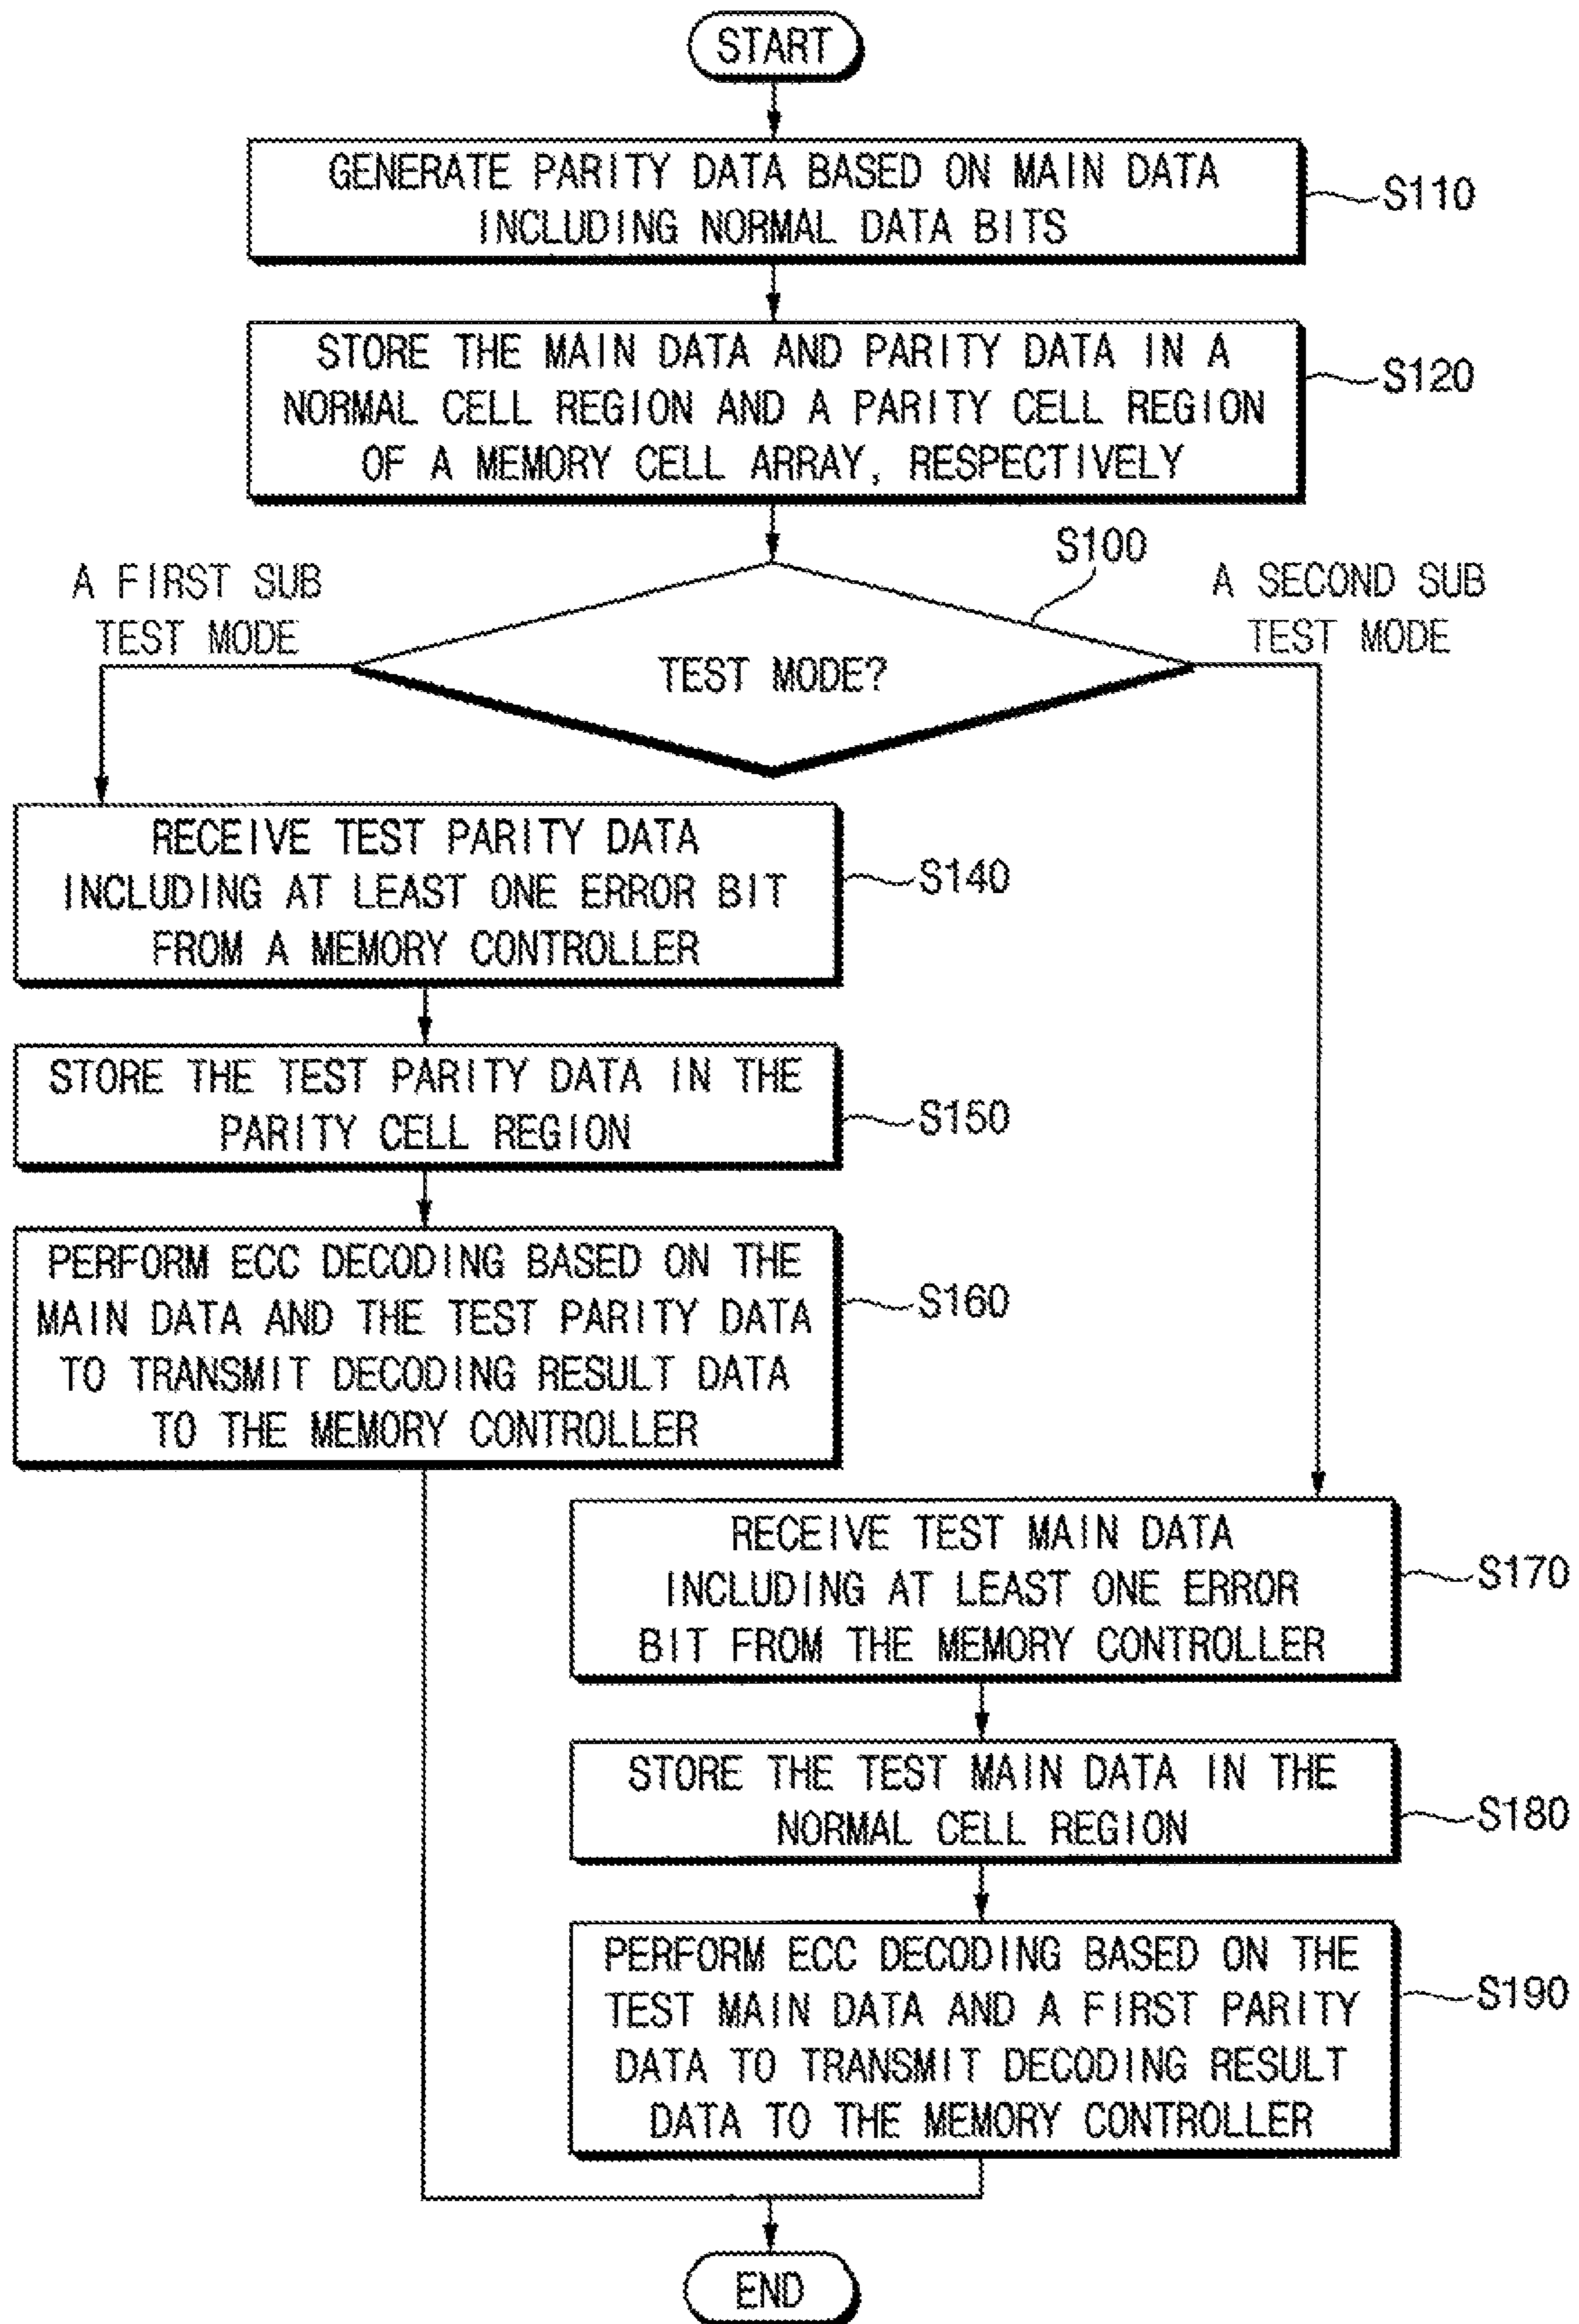 START
GENERATE PARITY DATA BASED ON MAIN DATA
INCLUDING NORMAL DATA BITS
S110
STORE THE MAIN DATA AND PARITY DATA IN A
NORMAL CELL REGION AND A PARITY CELL REGION
OF A MEMORY CELL ARRAY, RESPECTIVELY
S120
S100
A FIRST SUB
TEST MODE
TEST MODE?
A SECOND SUB
TEST MODE
RECEIVE TEST PARITY DATA
INCLUDING AT LEAST ONE ERROR BIT
FROM A MEMORY CONTROLLER
S140
STORE THE TEST PARITY DATA IN THE
PARITY CELL REGION
S150
PERFORM ECC DECODING BASED ON THE
MAIN DATA AND THE TEST PARITY DATA
TO TRANSMIT DECODING RESULT DATA
TO THE MEMORY CONTROLLER
S160
RECEIVE TEST MAIN DATA
INCLUDING AT LEAST ONE ERROR
BIT FROM THE MEMORY CONTROLLER
S170
STORE THE TEST MAIN DATA IN THE
NORMAL CELL REGION
S180
PERFORM ECC DECODING BASED ON THE
TEST MAIN DATA AND A FIRST PARITY
DATA TO TRANSMIT DECODING RESULT
DATA TO THE MEMORY CONTROLLER
S190
END